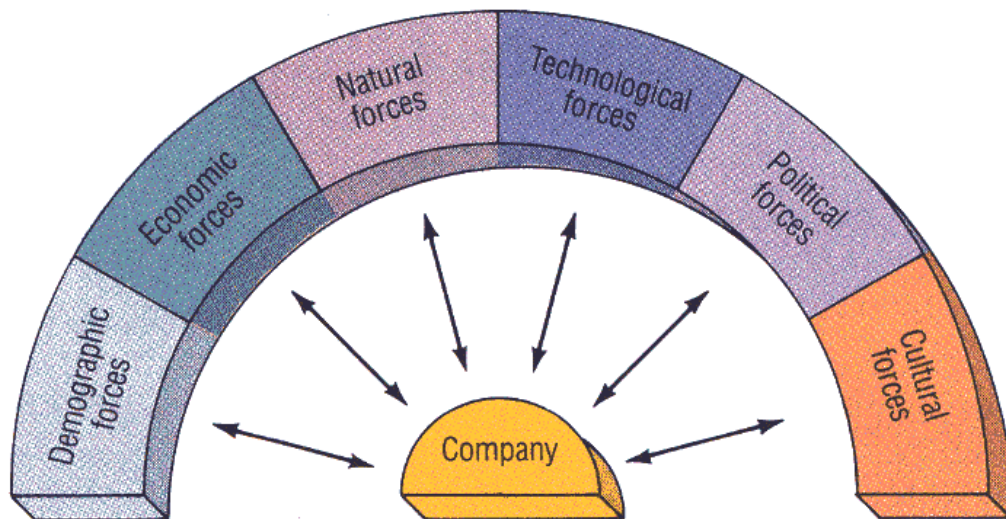 Demographic
forces
Economic
forces
Natural
forces
Technological
forces
Political
forces
Cultural
forces
Company